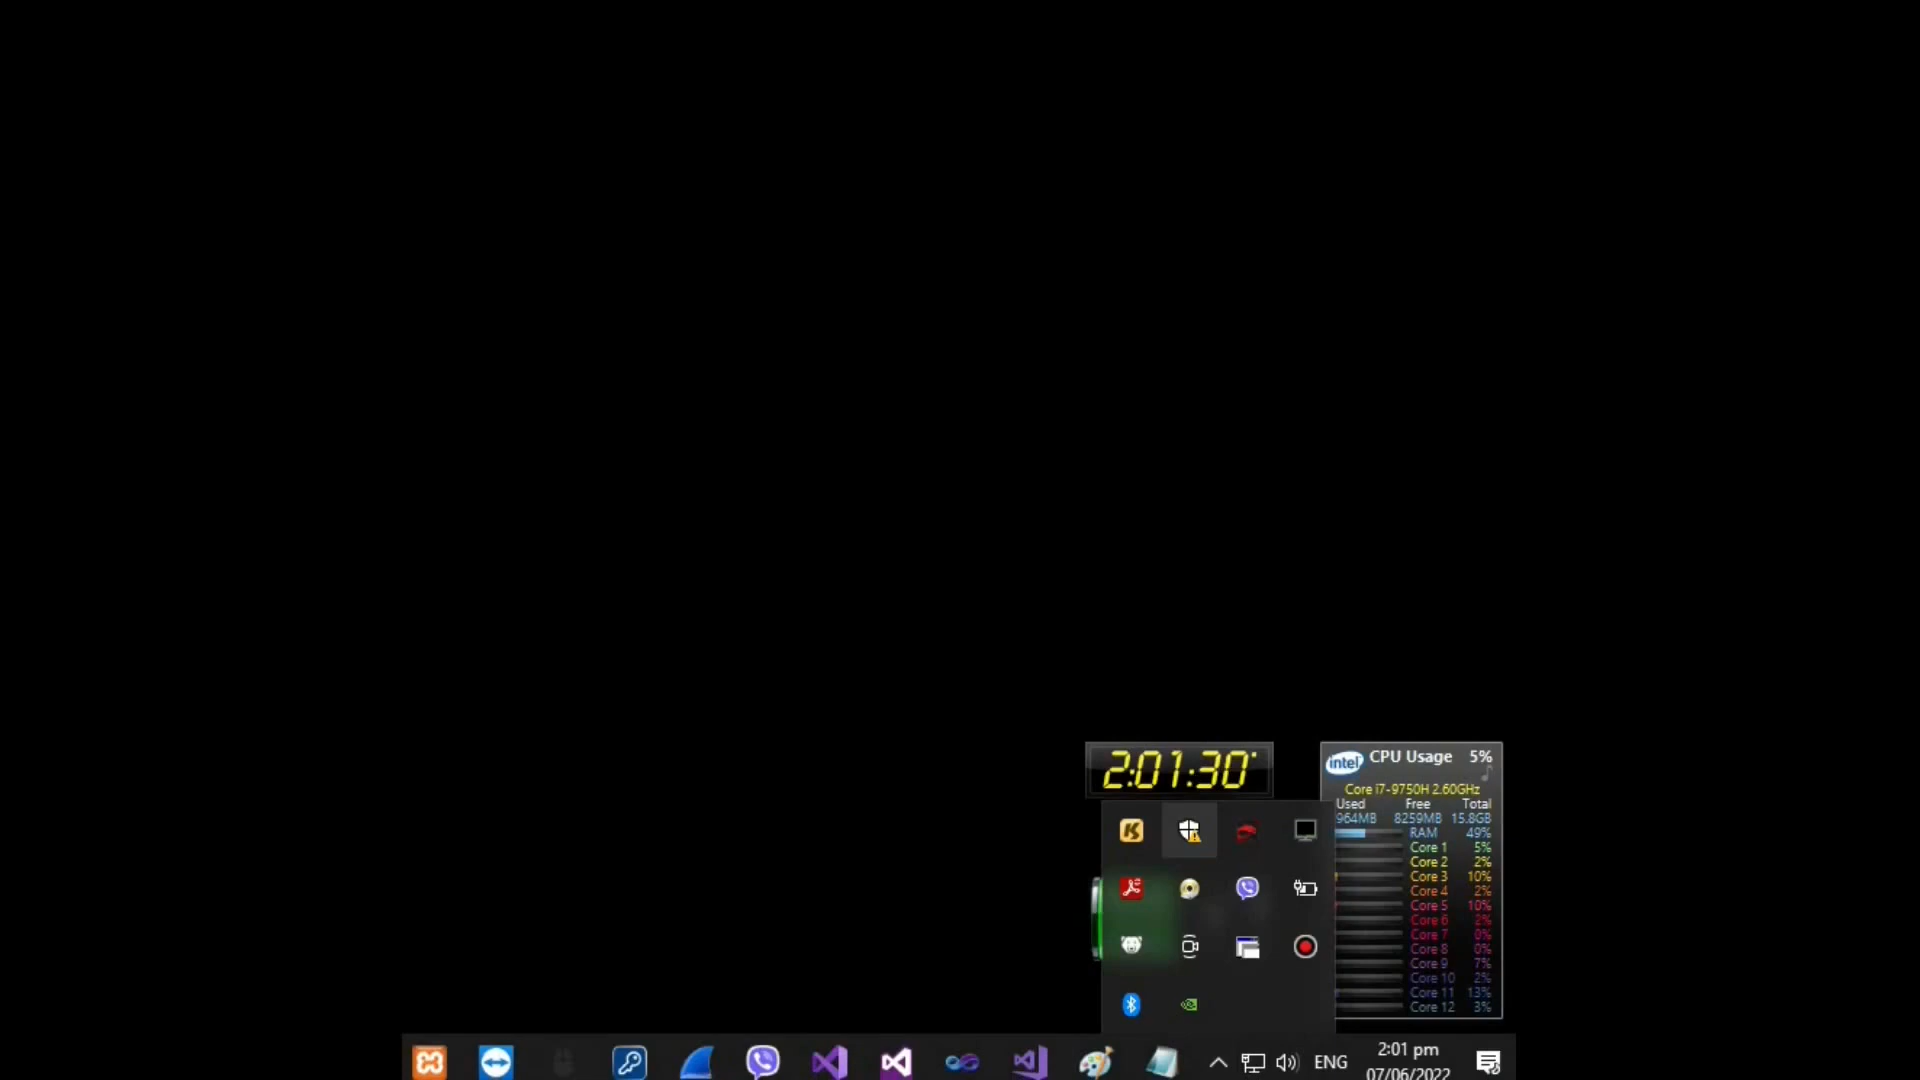 2:01:30
intel CPU Usage 5%
Core i7-9750H 2.60GHz
Used Free Total
964MB 8259MB 15.8GB
RAM 49%
Core 1 5%
Core 2 2%
Core 3 10%
Core 4 2%
Core 5 10%
Core 6 2%
Core 7 0%
Core 8 0%
Core 9 7%
Core 10 2%
Core 11 13%
Core 12 3%
ENG
2:01 pm
07/06/2022